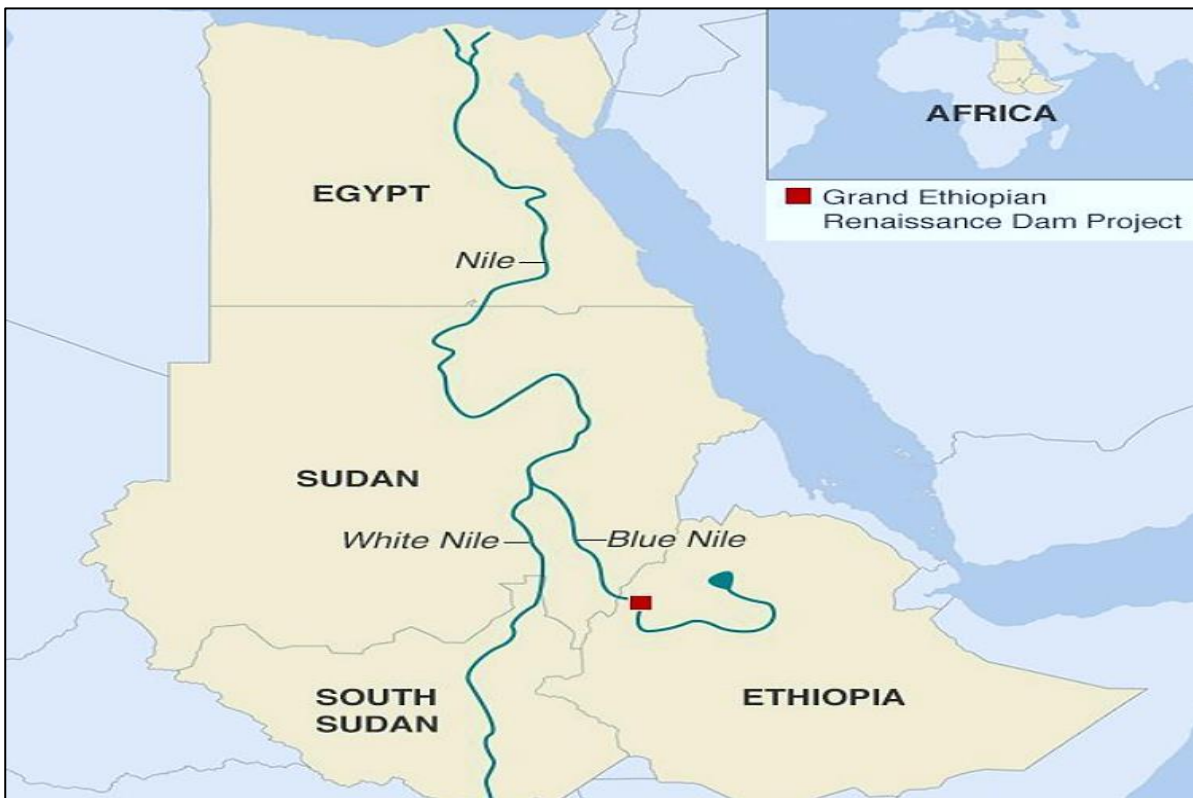 AFRICA
Grand Ethiopian
Renaissance Dam Project
EGYPT
Nile
SUDAN
White Nile
Blue Nile
SOUTH
SUDAN
ETHIOPIA